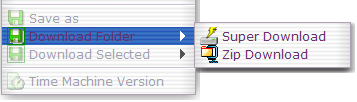 Save as
Download Folder
Download Selected
Time Machine Version
Super Download
Zip Download